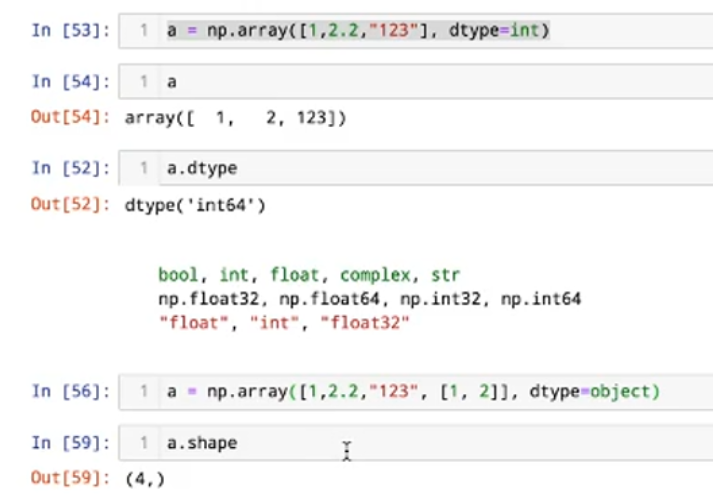 In [53]: 1 a = np.array([1,2.2,"123"], dtype=int)
In [54]: 1 a
Out[54]: array([  1,   2, 123])
In [52]: 1 a.dtype
Out[52]: dtype('int64')
bool, int, float, complex, str
np.float32, np.float64, np.int32, np.int64
"float", "int", "float32"
In [56]: 1 a = np.array([1,2.2,"123", [1, 2]], dtype=object)
In [59]: 1 a.shape
Out[59]: (4,)